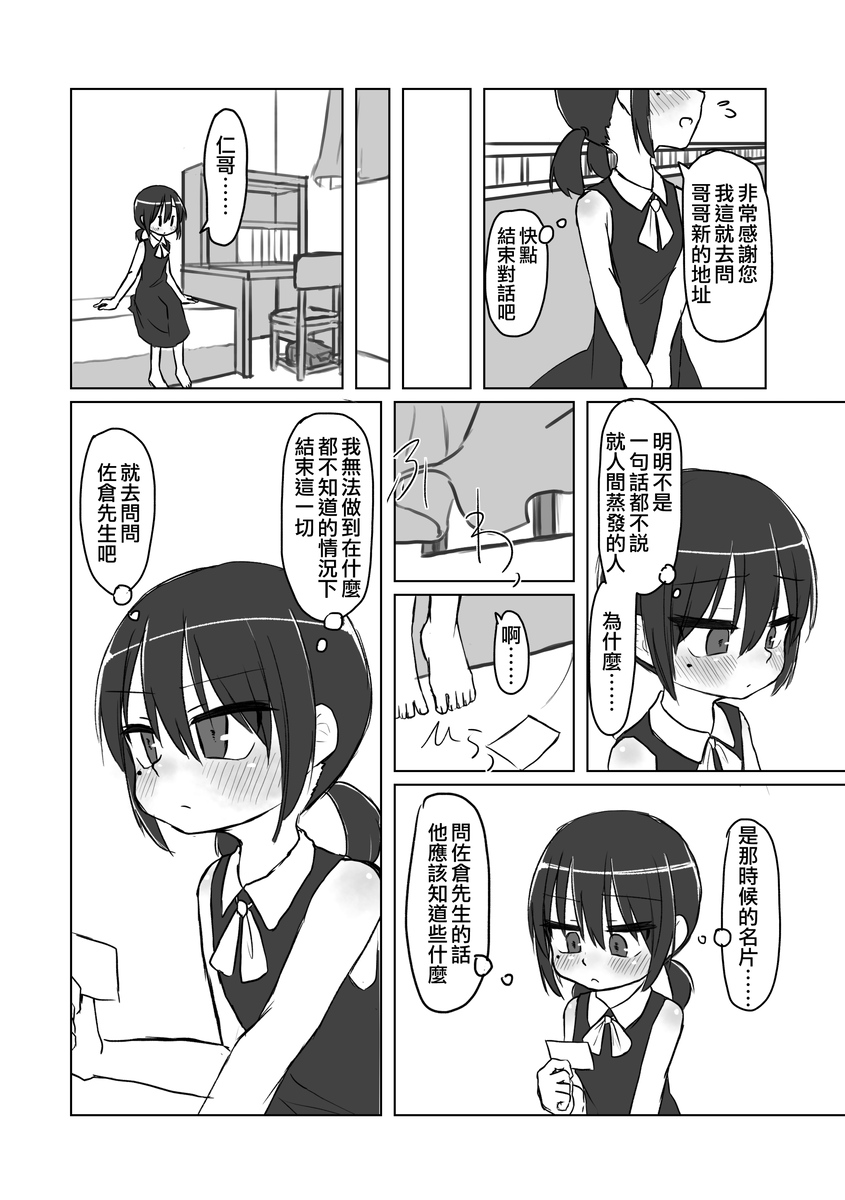 非常感謝您
我這就去問
哥哥新的地址
快點
結束對話吧
仁哥……
明明不是
一句話都不說
就人間蒸發的人
為什麼……
啊……
我無法做到在什麼
都不知道的情況下
結束這一切
就去問問
佐倉先生吧
是那時候的名片……
問佐倉先生的話
他應該知道些什麼